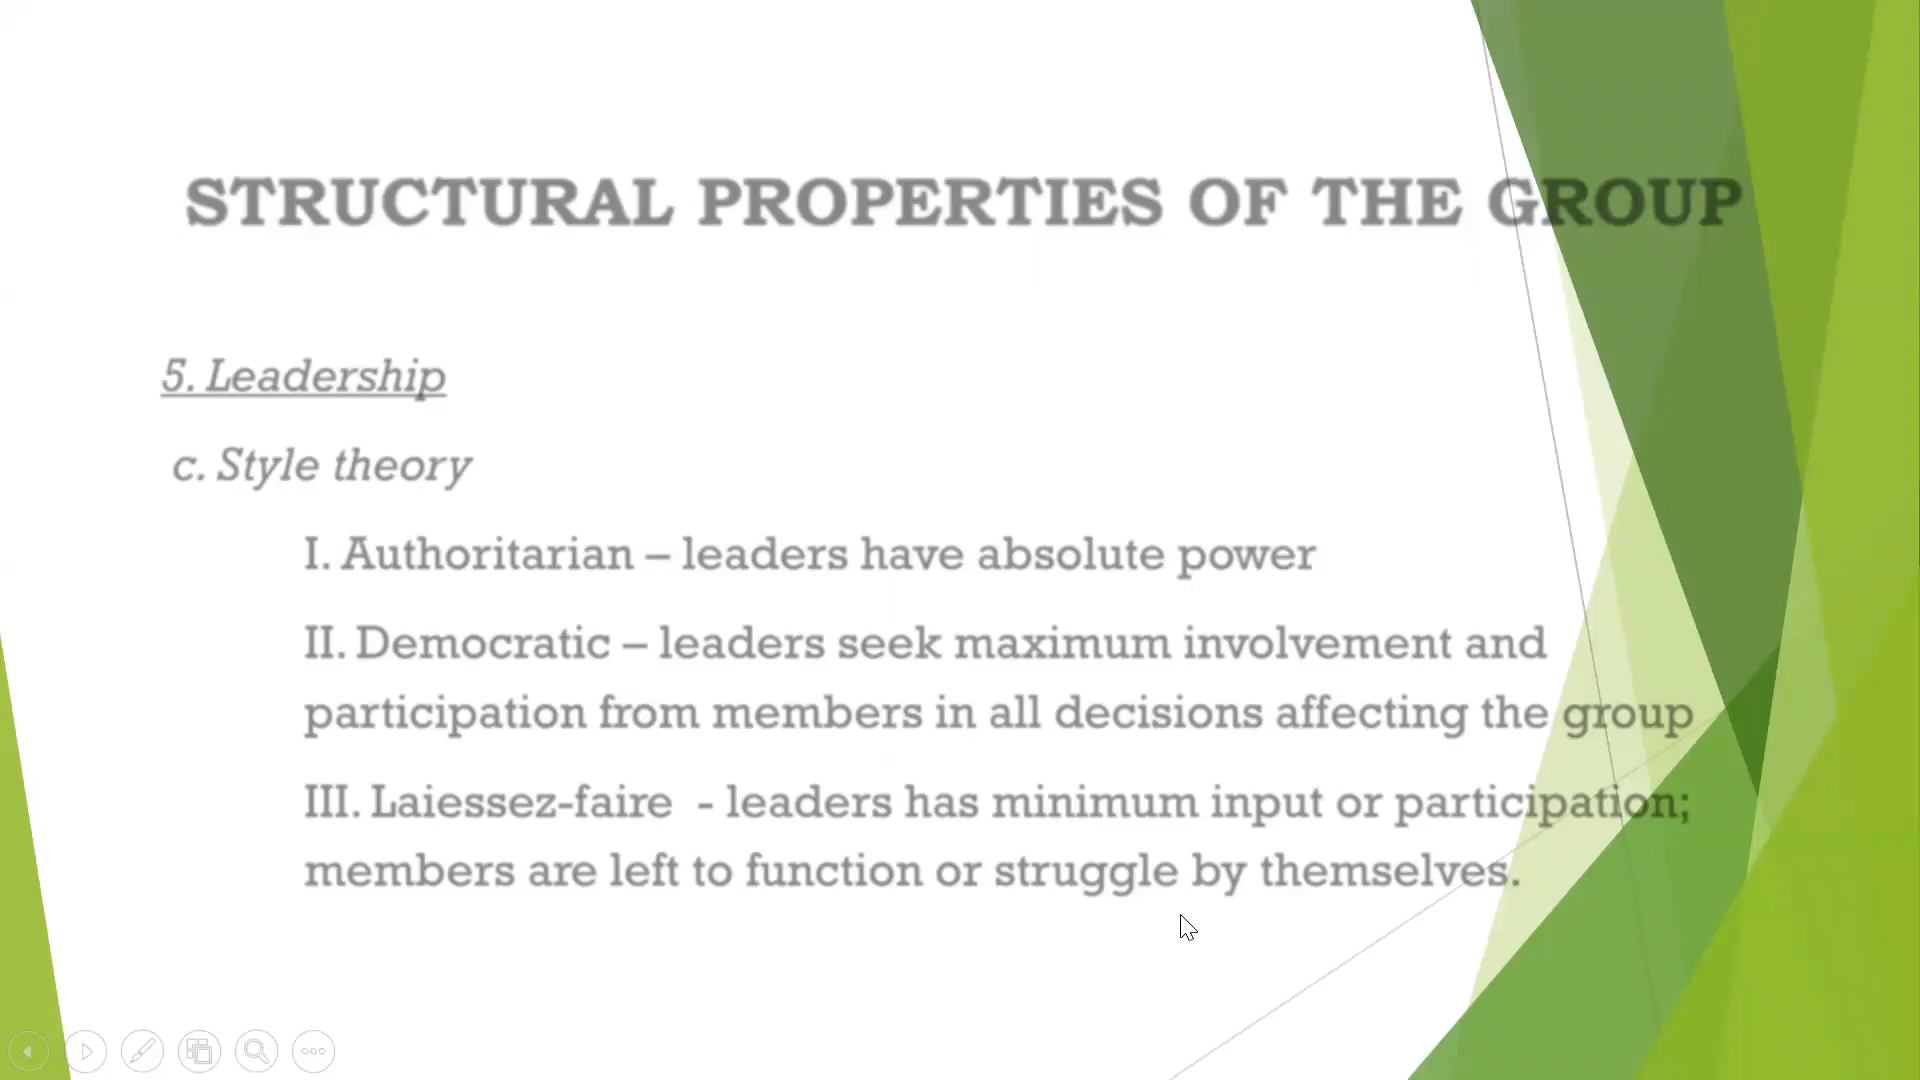 STRUCTURAL PROPERTIES OF THE GROUP
5. Leadership
c. Style theory
I. Authoritarian – leaders have absolute power
II. Democratic – leaders seek maximum involvement and
participation from members in all decisions affecting the group
III. Laiessez-faire - leaders has minimum input or participation;
members are left to function or struggle by themselves.